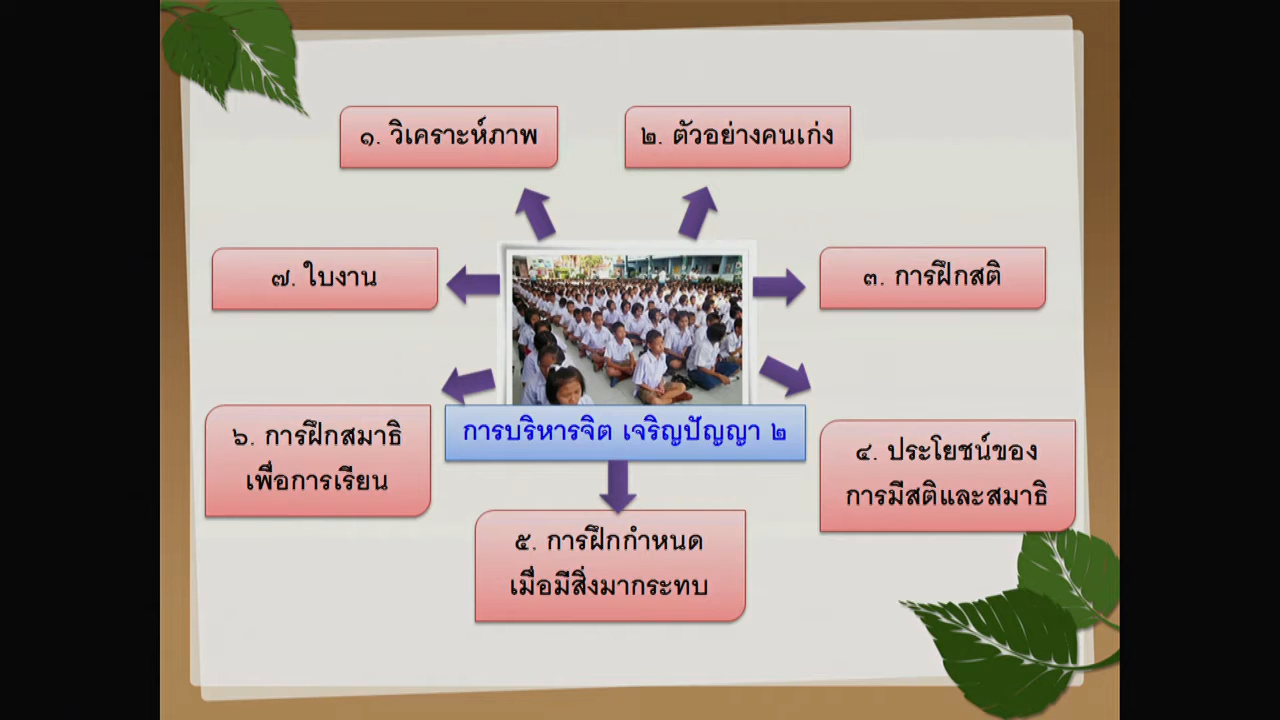 ๑. วิเคราะห์ภาพ
๒. ตัวอย่างคนเก่ง
๗. ใบงาน
๓. การฝึกสติ
๖. การฝึกสมาธิ
เพื่อการเรียน
การบริหารจิต เจริญปัญญา ๒
๔. ประโยชน์ของ
การมีสติและสมาธิ
๕. การฝึกกำหนด
เมื่อมีสิ่งมากระทบ